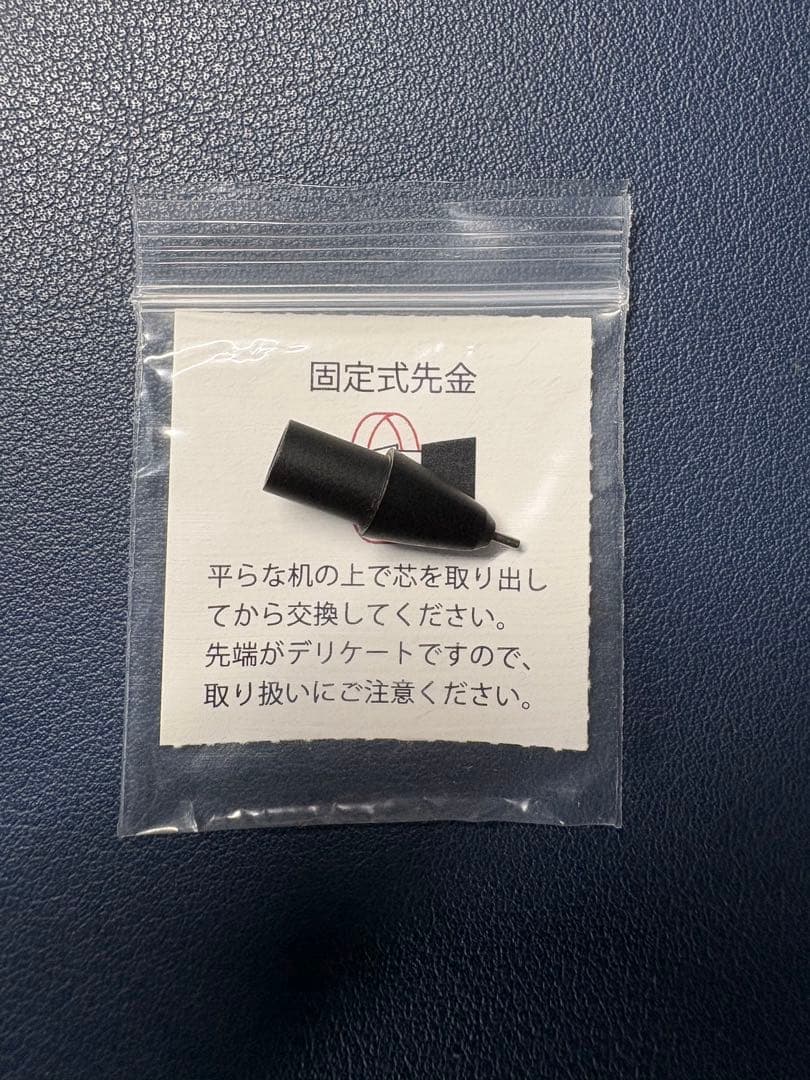 固定式先金
平らな机の上で芯を取り出し
てから交換してください。
先端がデリケートですので、
取り扱いにご注意ください。